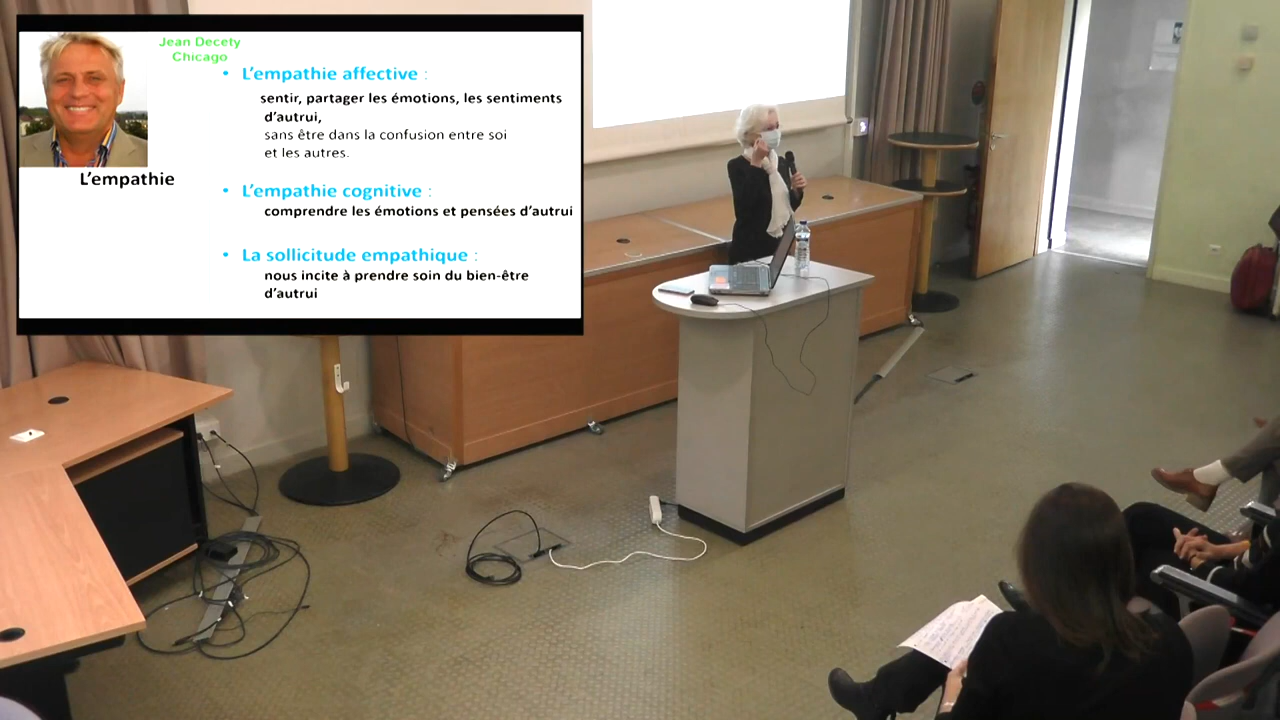 Jean Decety
Chicago
L'empathie
• L'empathie affective :
sentir, partager les émotions, les sentiments
d'autrui,
sans être dans la confusion entre soi
et les autres.
• L'empathie cognitive :
comprendre les émotions et pensées d'autrui
• La sollicitude empathique :
nous incite à prendre soin du bien-être
d'autrui